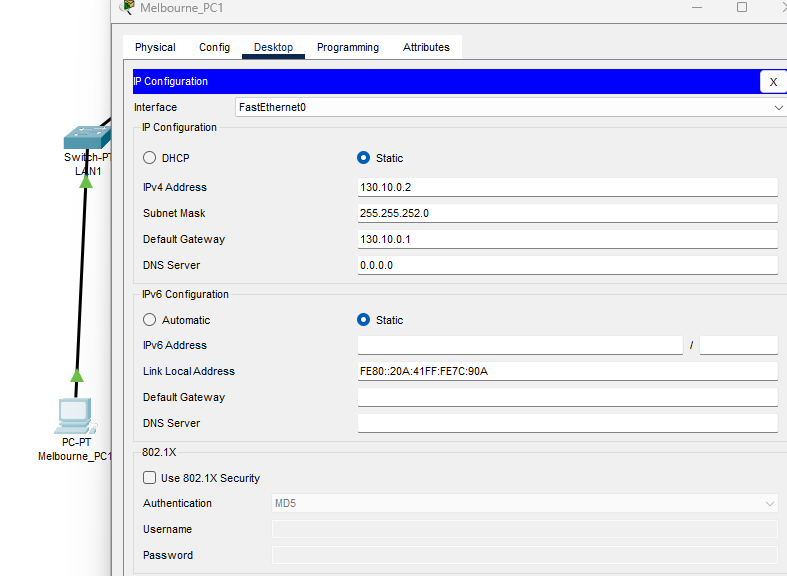 Melbourne_PC1
Physical Config Desktop Programming Attributes
IP Configuration X
Interface FastEthernet0
IP Configuration
DHCP Static
IPv4 Address 130.10.0.2
Subnet Mask 255.255.252.0
Default Gateway 130.10.0.1
DNS Server 0.0.0.0
IPv6 Configuration
Automatic Static
IPv6 Address /
Link Local Address FE80::20A:41FF:FE7C:90A
Default Gateway
DNS Server
802.1X
Use 802.1X Security
Authentication MD5
Username
Password
Switch-PT
LAN1
PC-PT
Melbourne_PC1